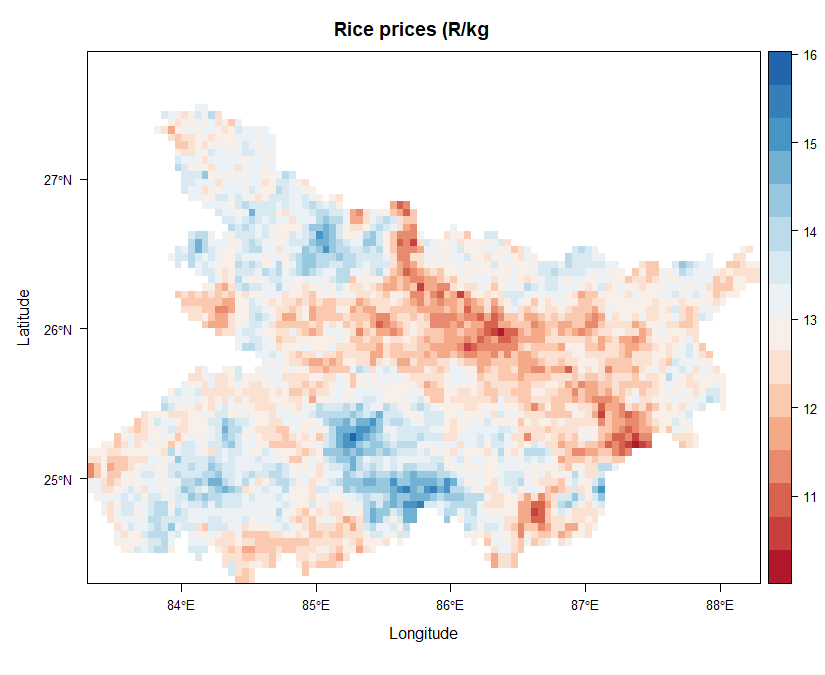 Rice prices (R/kg
16
15
14
13
12
11
27°N
26°N
25°N
Latitude
84°E
85°E
86°E
87°E
88°E
Longitude